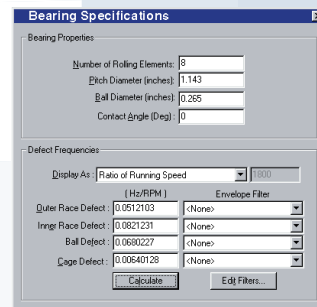 Bearing Specifications
Bearing Properties
Number of Rolling Elements: 8
Pitch Diameter (inches): 1.143
Ball Diameter (inches): 0.265
Contact Angle (Deg) : 0
Defect Frequencies
Display As : Ratio of Running Speed 1800
( Hz/RPM ) Envelope Filter
Outer Race Defect : 0.0512103 <None>
Inner Race Defect : 0.0821231 <None>
Ball Defect : 0.0680227 <None>
Cage Defect : 0.00640128 <None>
Calculate Edit Filters...